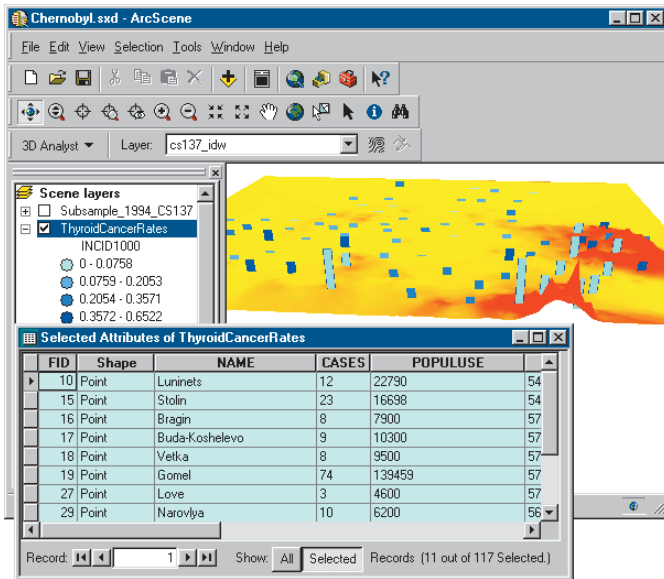 Chernobyl.sxd - ArcScene
File Edit View Selection Tools Window Help
3D Analyst Layer: cs137_idw
Scene layers
Subsample_1994_CS137
ThyroidCancerRates
INCID1000
0 - 0.0758
0.0759 - 0.2053
0.2054 - 0.3571
0.3572 - 0.6522
Selected Attributes of ThyroidCancerRates
FID Shape NAME CASES POPULUSE
10 Point Luninets 12 22790 54
15 Point Stolin 23 16698 54
16 Point Bragin 8 7900 57
17 Point Buda-Koshelevo 9 10300 57
18 Point Vetka 8 9500 57
19 Point Gomel 74 139459 57
27 Point Love 3 4600 57
29 Point Narovlya 10 6200 56
Record: 1 Show: All Selected Records (11 out of 117 Selected.)